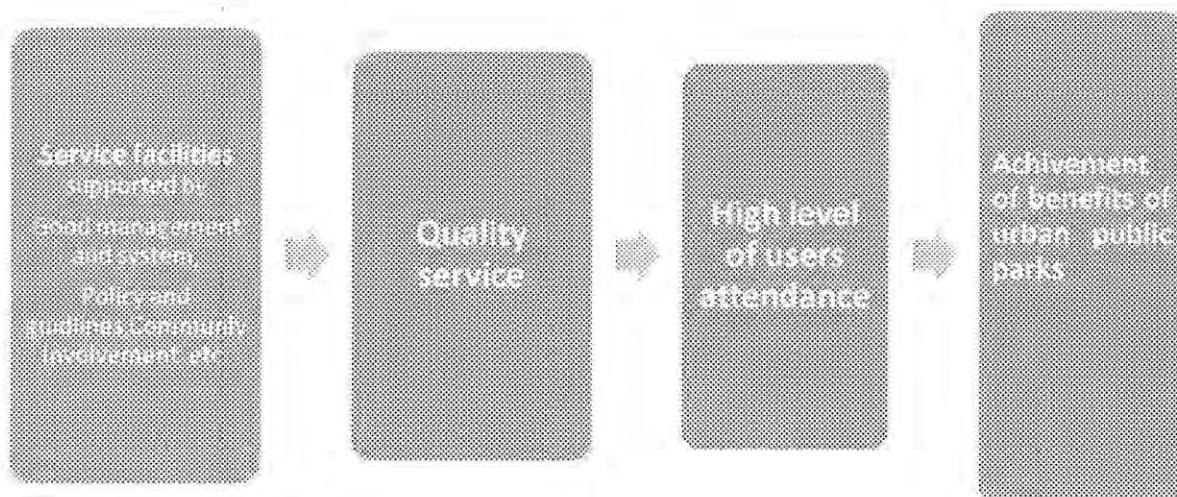 Service facilities
supported by
Good management
and system,
Policy and
guidlines Communiy
involvement etc
Quality
service
High level
of users
attendance
Achivement
of benefits of
urban public
parks